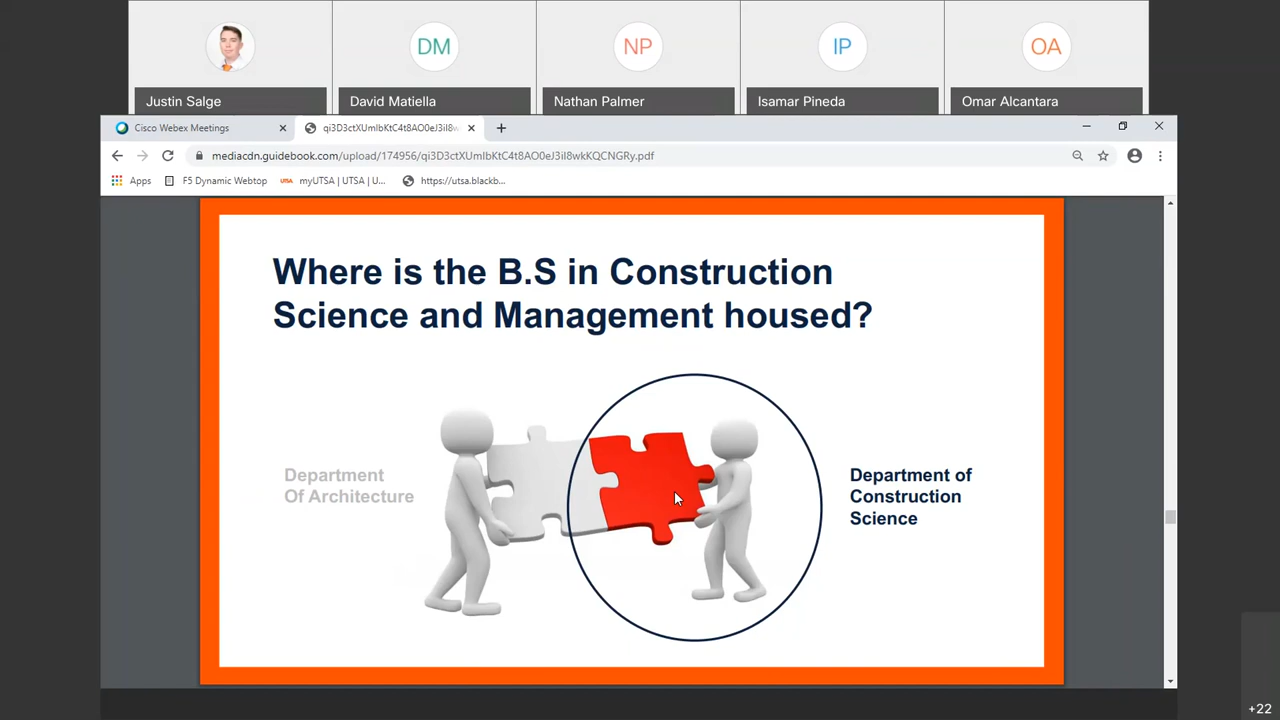 DM
NP
IP
OA
Justin Salge
David Matiella
Nathan Palmer
Isamar Pineda
Omar Alcantara
Cisco Webex Meetings
mediacdn.guidebook.com/upload/174956/qi3D3ctXUmIbKtC4t8AO0eJ3iI8wkKQCNGRy.pdf
Apps
F5 Dynamic Webtop
UTSA
myUTSA | UTSA | U...
https://utsa.blackb...
Where is the B.S in Construction
Science and Management housed?
Department
Of Architecture
Department of
Construction
Science
+22